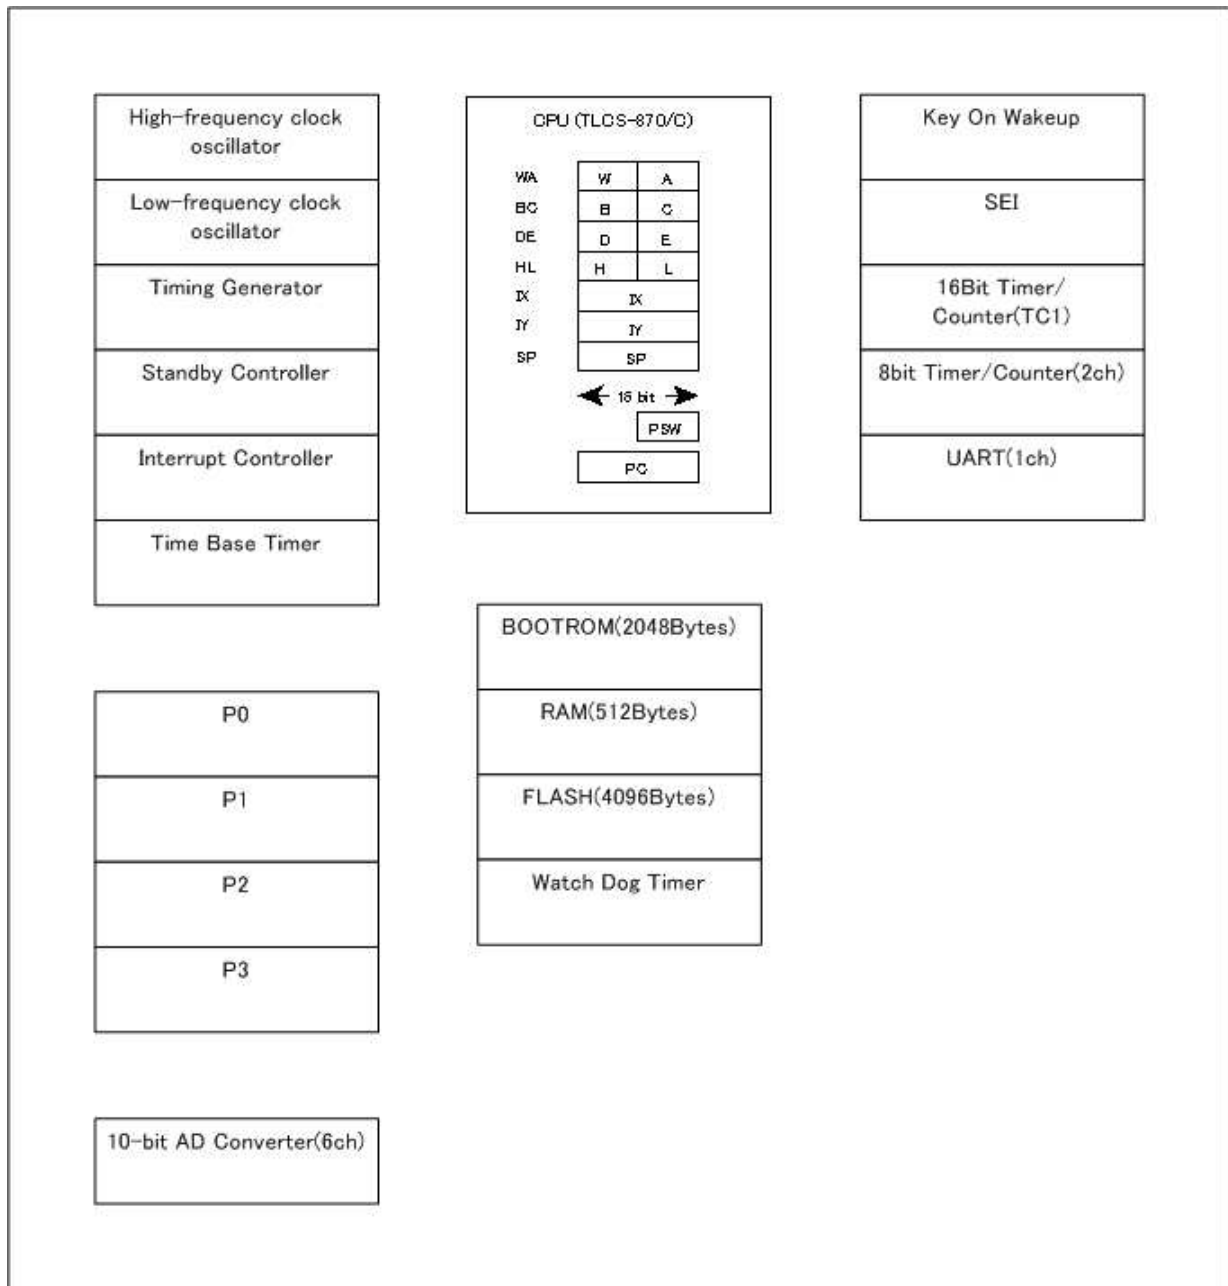 High-frequency clock
oscillator
Low-frequency clock
oscillator
Timing Generator
Standby Controller
Interrupt Controller
Time Base Timer
P0
P1
P2
P3
10-bit AD Converter(6ch)
CPU (TLCS-870/C)
WA W A
BC B C
DE D E
HL H L
IX IX
IY IY
SP SP
16 bit
PSW
PC
BOOTROM(2048Bytes)
RAM(512Bytes)
FLASH(4096Bytes)
Watch Dog Timer
Key On Wakeup
SEI
16Bit Timer/
Counter(TC1)
8bit Timer/Counter(2ch)
UART(1ch)